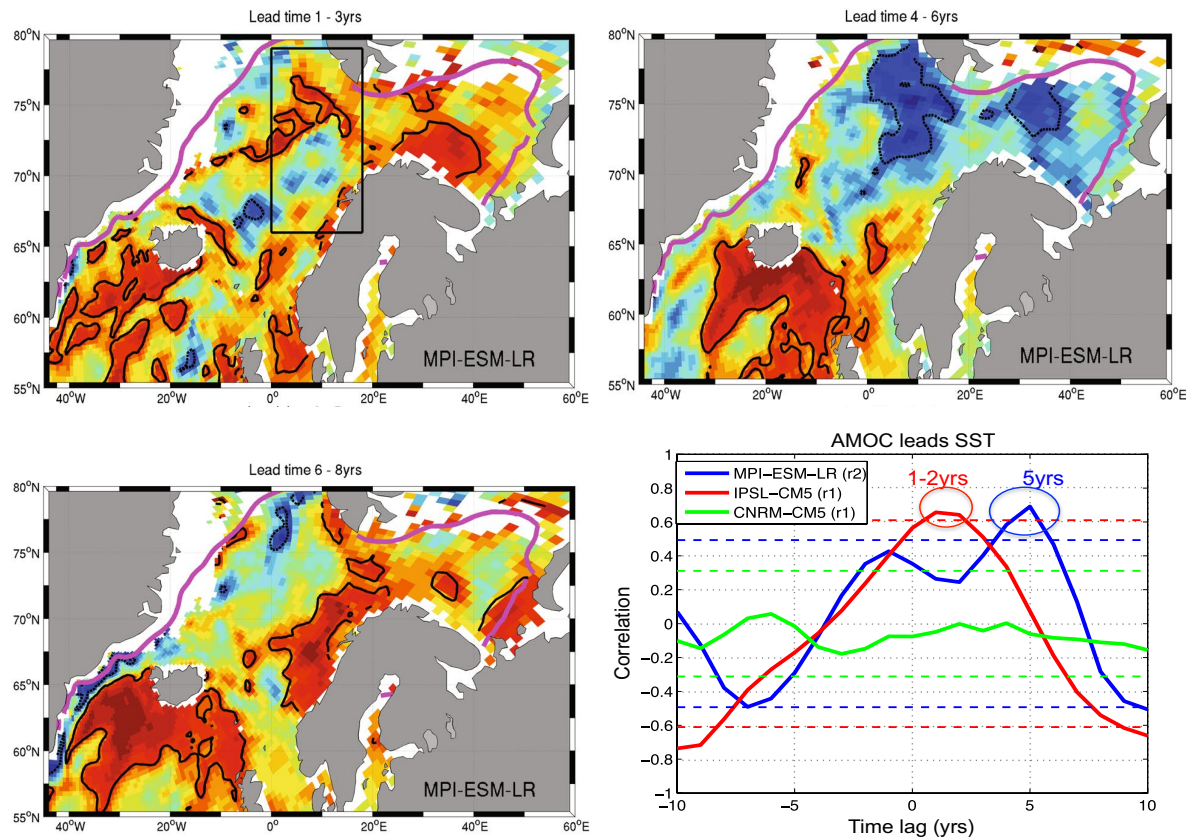 Lead time 1 - 3yrs
80°N
75°N
70°N
65°N
60°N
55°N
MPI-ESM-LR
40°W
20°W
0°
20°E
40°E
60°E
Lead time 4 - 6yrs
80°N
75°N
70°N
65°N
60°N
55°N
MPI-ESM-LR
40°W
20°W
0°
20°E
40°E
60°E
Lead time 6 - 8yrs
80°N
75°N
70°N
65°N
60°N
55°N
MPI-ESM-LR
40°W
20°W
0°
20°E
40°E
60°E
AMOC leads SST
1
0.8
0.6
0.4
0.2
0
−0.2
−0.4
−0.6
−0.8
−1
Correlation
MPI−ESM−LR (r2)
IPSL−CM5 (r1)
CNRM−CM5 (r1)
1-2yrs
5yrs
−10
−5
0
5
10
Time lag (yrs)